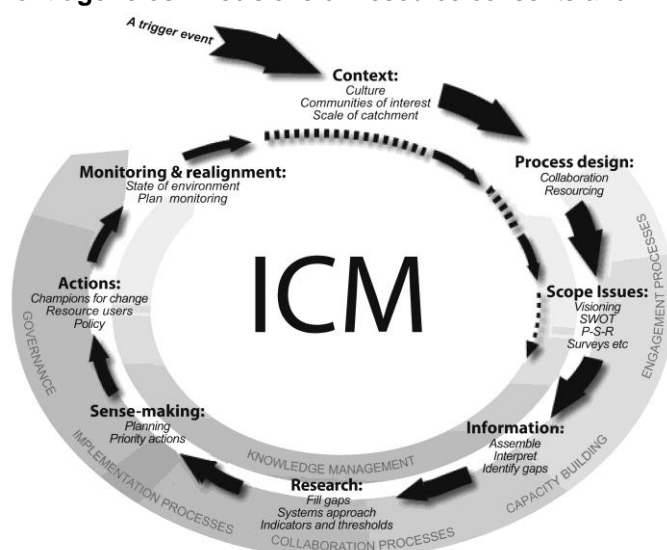 A trigger event
Context:
Culture
Communities of interest
Scale of catchment
Process design:
Collaboration
Resourcing
Scope Issues:
Visioning
SWOT
P-S-R
Surveys etc
Information:
Assemble
Interpret
Identify gaps
Research:
Fill gaps
Systems approach
Indicators and thresholds
Sense-making:
Planning
Priority actions
Actions:
Champions for change
Resource users
Policy
Monitoring & realignment:
State of environment
Plan monitoring
ICM
KNOWLEDGE MANAGEMENT
GOVERNANCE
IMPLEMENTATION PROCESSES
COLLABORATION PROCESSES
CAPACITY BUILDING
ENGAGEMENT PROCESSES